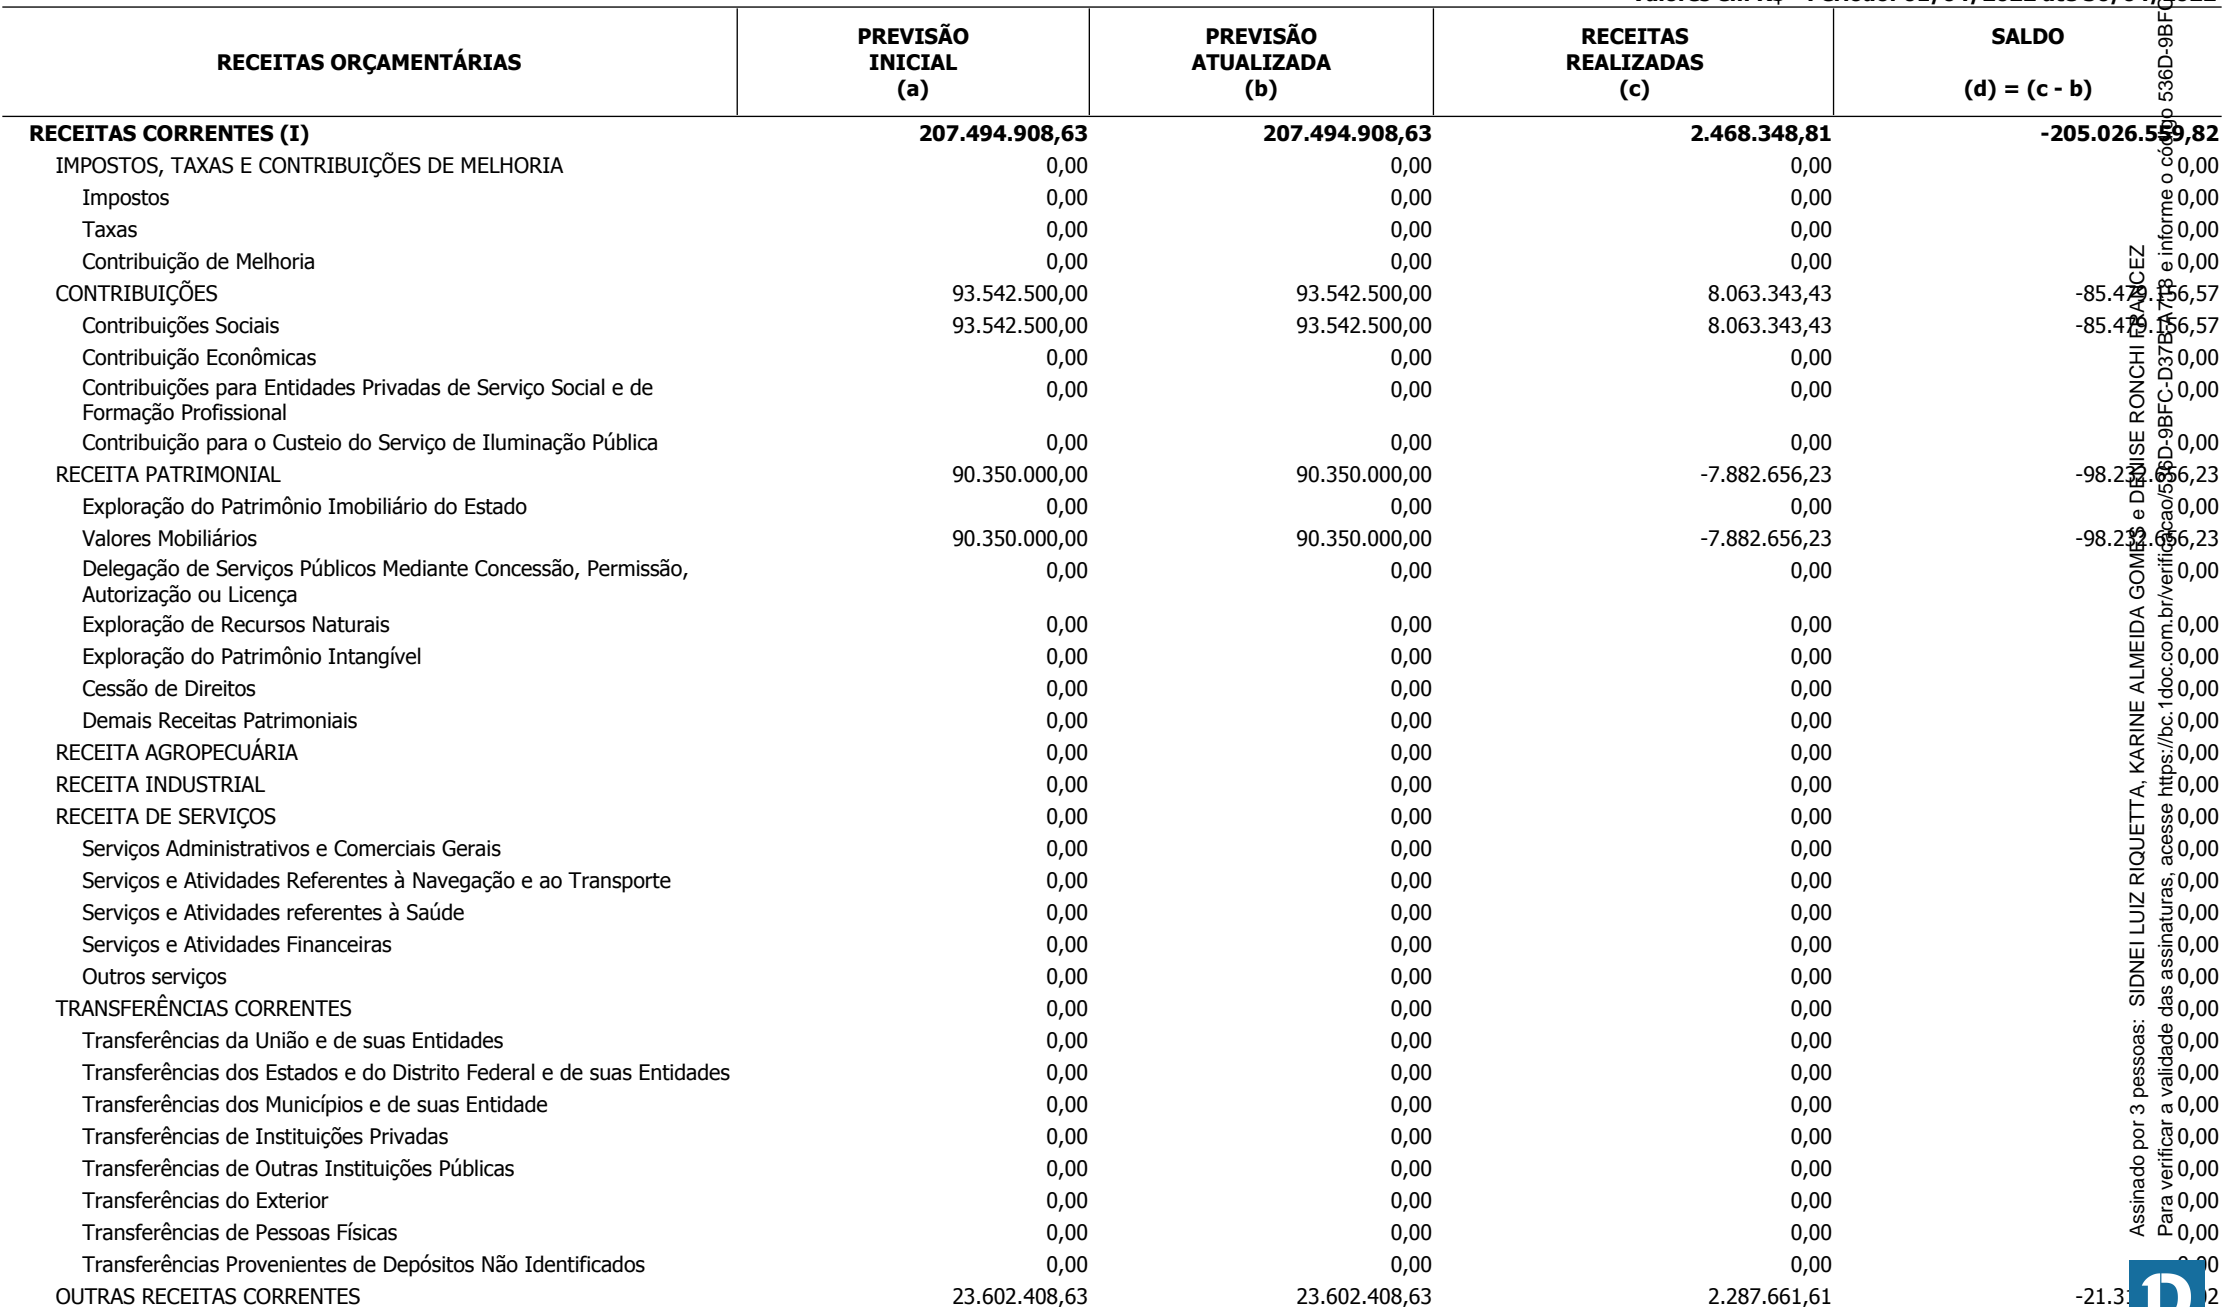 RECEITAS ORÇAMENTÁRIAS PREVISÃO INICIAL (a) PREVISÃO ATUALIZADA (b) RECEITAS REALIZADAS (c) SALDO (d) = (c - b)
RECEITAS CORRENTES (I) 207.494.908,63 207.494.908,63 2.468.348,81 -205.026.559,82
IMPOSTOS, TAXAS E CONTRIBUIÇÕES DE MELHORIA 0,00 0,00 0,00 0,00
Impostos 0,00 0,00 0,00 0,00
Taxas 0,00 0,00 0,00 0,00
Contribuição de Melhoria 0,00 0,00 0,00 0,00
CONTRIBUIÇÕES 93.542.500,00 93.542.500,00 8.063.343,43 -85.479.156,57
Contribuições Sociais 93.542.500,00 93.542.500,00 8.063.343,43 -85.479.156,57
Contribuição Econômicas 0,00 0,00 0,00 0,00
Contribuições para Entidades Privadas de Serviço Social e de 0,00 0,00 0,00 0,00
Formação Profissional
Contribuição para o Custeio do Serviço de Iluminação Pública 0,00 0,00 0,00 0,00
RECEITA PATRIMONIAL 90.350.000,00 90.350.000,00 -7.882.656,23 -98.232.656,23
Exploração do Patrimônio Imobiliário do Estado 0,00 0,00 0,00 0,00
Valores Mobiliários 90.350.000,00 90.350.000,00 -7.882.656,23 -98.232.656,23
Delegação de Serviços Públicos Mediante Concessão, Permissão, 0,00 0,00 0,00 0,00
Autorização ou Licença
Exploração de Recursos Naturais 0,00 0,00 0,00 0,00
Exploração do Patrimônio Intangível 0,00 0,00 0,00 0,00
Cessão de Direitos 0,00 0,00 0,00 0,00
Demais Receitas Patrimoniais 0,00 0,00 0,00 0,00
RECEITA AGROPECUÁRIA 0,00 0,00 0,00 0,00
RECEITA INDUSTRIAL 0,00 0,00 0,00 0,00
RECEITA DE SERVIÇOS 0,00 0,00 0,00 0,00
Serviços Administrativos e Comerciais Gerais 0,00 0,00 0,00 0,00
Serviços e Atividades Referentes à Navegação e ao Transporte 0,00 0,00 0,00 0,00
Serviços e Atividades referentes à Saúde 0,00 0,00 0,00 0,00
Serviços e Atividades Financeiras 0,00 0,00 0,00 0,00
Outros serviços 0,00 0,00 0,00 0,00
TRANSFERÊNCIAS CORRENTES 0,00 0,00 0,00 0,00
Transferências da União e de suas Entidades 0,00 0,00 0,00 0,00
Transferências dos Estados e do Distrito Federal e de suas Entidades 0,00 0,00 0,00 0,00
Transferências dos Municípios e de suas Entidade 0,00 0,00 0,00 0,00
Transferências de Instituições Privadas 0,00 0,00 0,00 0,00
Transferências de Outras Instituições Públicas 0,00 0,00 0,00 0,00
Transferências do Exterior 0,00 0,00 0,00 0,00
Transferências de Pessoas Físicas 0,00 0,00 0,00 0,00
Transferências Provenientes de Depósitos Não Identificados 0,00 0,00 0,00
OUTRAS RECEITAS CORRENTES 23.602.408,63 23.602.408,63 2.287.661,61
Assinado por 3 pessoas: SIDNEI LUIZ RIQUETTA, KARINE ALMEIDA GOMES e DENISE RONCHI FRANCEZ
Para verificar a validade das assinaturas, acesse https://bc.1doc.com.br/verificacao/536D-9BFC-D37B-A7 e informe o código 536D-9BFC